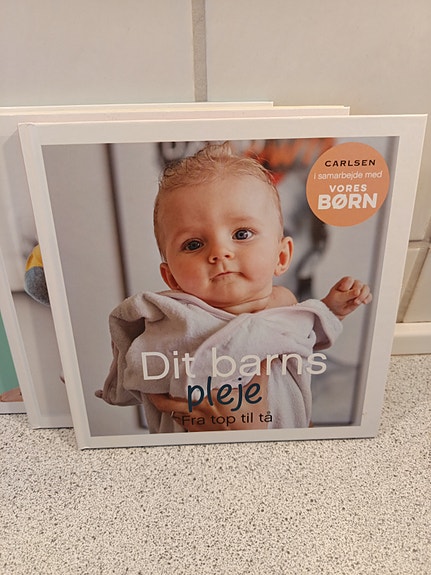 CARLSEN
i samarbejde med
VORES
BØRN
Dit barns
pleje
Fra top til tå